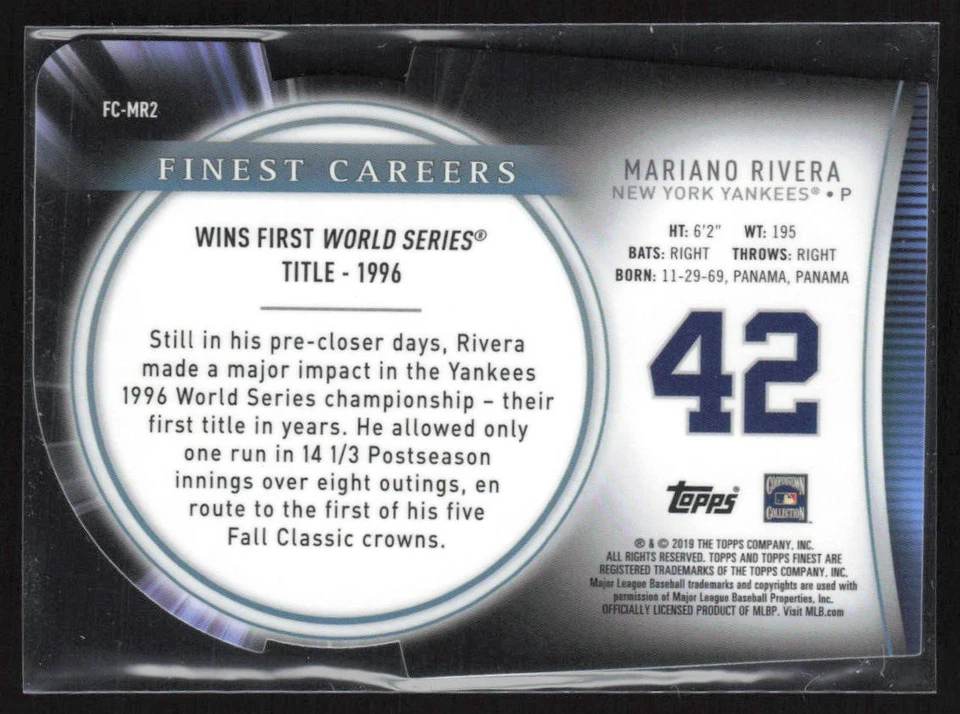 FC-MR2
FINEST CAREERS
WINS FIRST WORLD SERIES®
TITLE - 1996
Still in his pre-closer days, Rivera
made a major impact in the Yankees
1996 World Series championship – their
first title in years. He allowed only
one run in 14 1/3 Postseason
innings over eight outings, en
route to the first of his five
Fall Classic crowns.
MARIANO RIVERA
NEW YORK YANKEES® • P
HT: 6'2" WT: 195
BATS: RIGHT THROWS: RIGHT
BORN: 11-29-69, PANAMA, PANAMA
42
Topps®
COOPERSTOWN
COLLECTION™
® & © 2019 THE TOPPS COMPANY, INC.
ALL RIGHTS RESERVED. TOPPS AND TOPPS FINEST ARE
REGISTERED TRADEMARKS OF THE TOPPS COMPANY, INC.
Major League Baseball trademarks and copyrights are used with
permission of Major League Baseball Properties, Inc.
OFFICIALLY LICENSED PRODUCT OF MLBP. Visit MLB.com